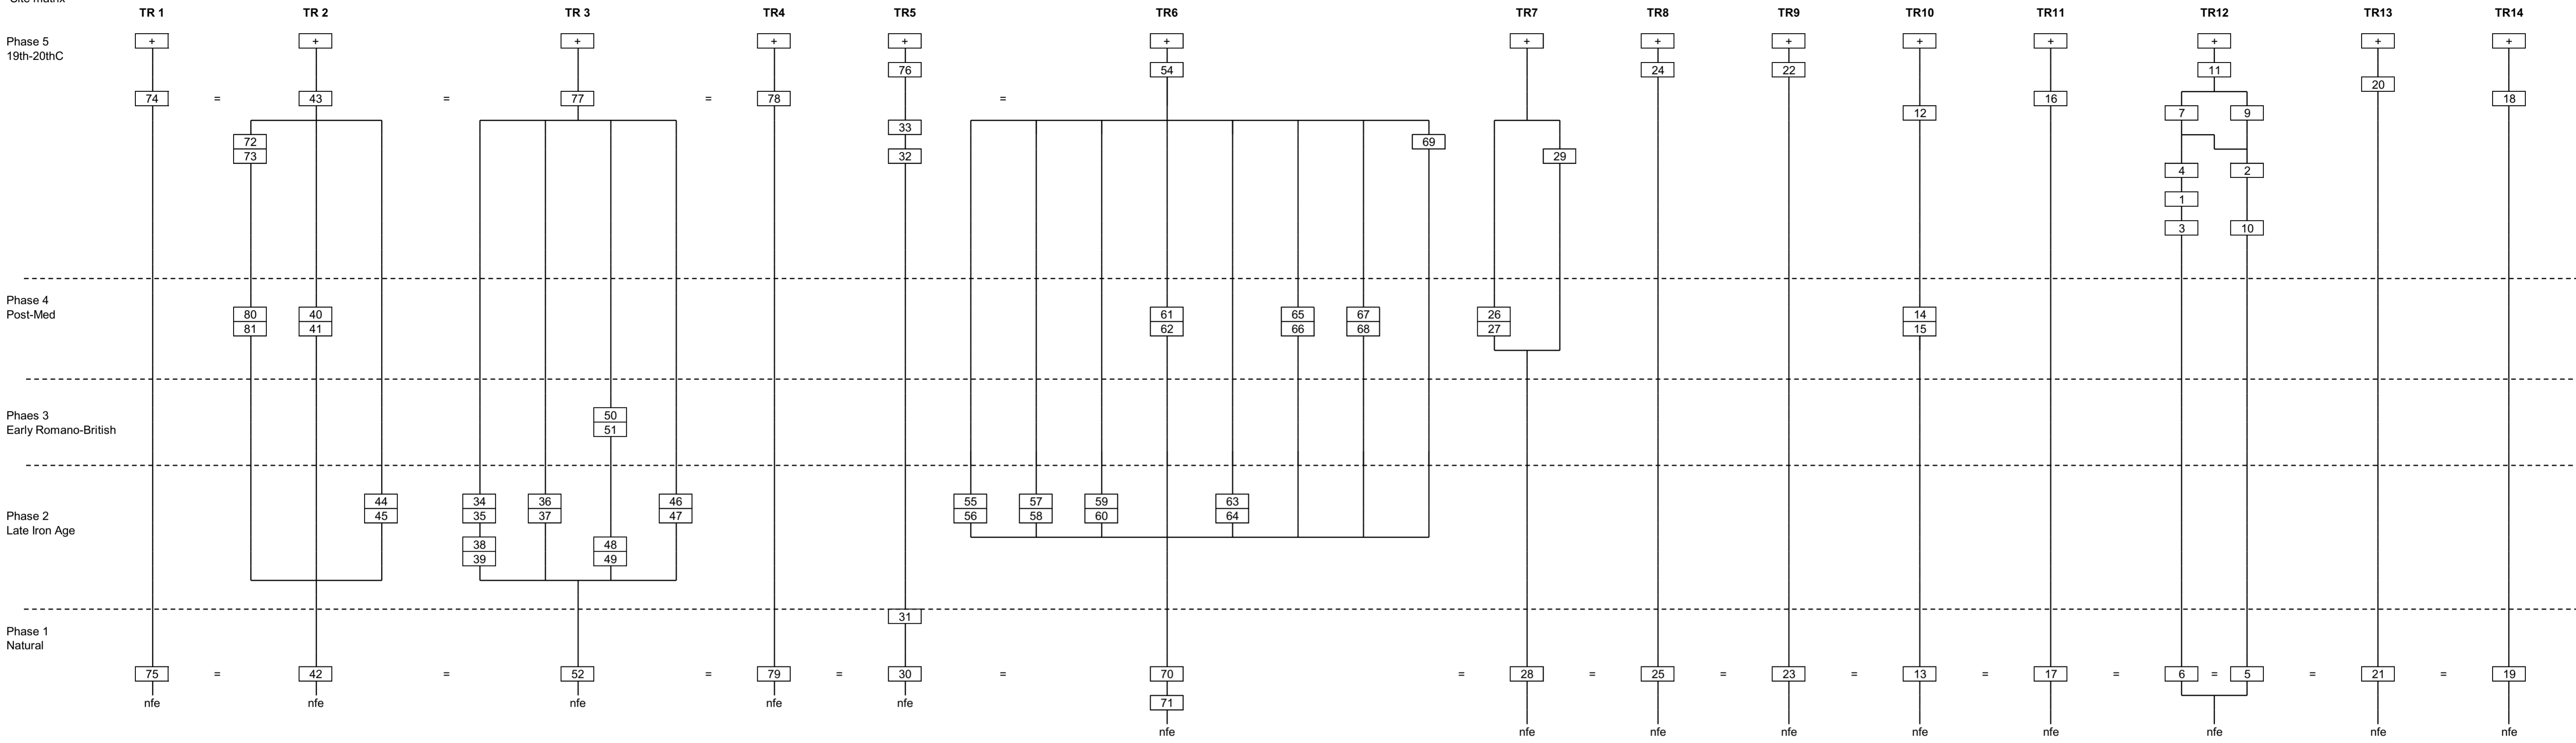 Site matrix
TR 1 TR 2 TR 3 TR4 TR5 TR6 TR7 TR8 TR9 TR10 TR11 TR12 TR13 TR14
Phase 5 + + + + + + + + + + + + + +
19th-20thC
76 54 24 22 11
20
74 = 43 = 77 = 78 = 16 18
12 7 9
33
72 69
73 32 29
4 2
1
3 10
Phase 4
Post-Med 80 40 61 65 67 26 14
81 41 62 66 68 27 15
Phaes 3 50
Early Romano-British 51
44 34 36 46 55 57 59 63
Phase 2 45 35 37 47 56 58 60 64
Late Iron Age
38 48
39 49
31
Phase 1
Natural
75 = 42 = 52 = 79 = 30 = 70 = 28 = 25 = 23 = 13 = 17 = 6 = 5 = 21 = 19
nfe nfe nfe nfe nfe 71
nfe nfe nfe nfe nfe nfe nfe nfe nfe